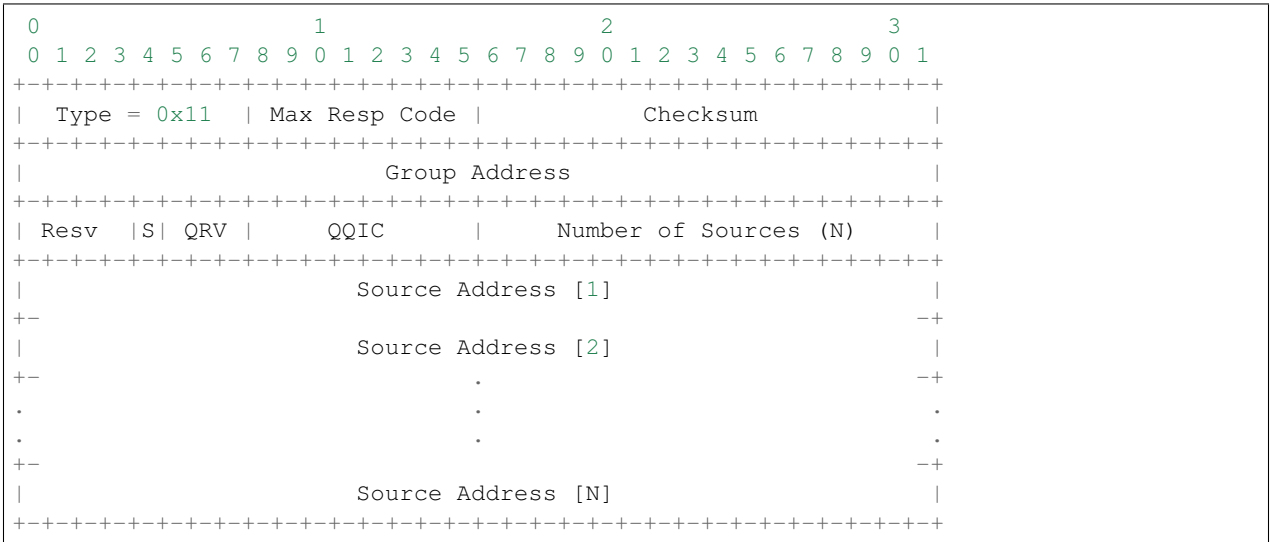 0                   1                   2                   3
 0 1 2 3 4 5 6 7 8 9 0 1 2 3 4 5 6 7 8 9 0 1 2 3 4 5 6 7 8 9 0 1
+-+-+-+-+-+-+-+-+-+-+-+-+-+-+-+-+-+-+-+-+-+-+-+-+-+-+-+-+-+-+-+-+
|  Type = 0x11  | Max Resp Code |           Checksum            |
+-+-+-+-+-+-+-+-+-+-+-+-+-+-+-+-+-+-+-+-+-+-+-+-+-+-+-+-+-+-+-+-+
|                         Group Address                         |
+-+-+-+-+-+-+-+-+-+-+-+-+-+-+-+-+-+-+-+-+-+-+-+-+-+-+-+-+-+-+-+-+
| Resv  |S| QRV |     QQIC      |     Number of Sources (N)     |
+-+-+-+-+-+-+-+-+-+-+-+-+-+-+-+-+-+-+-+-+-+-+-+-+-+-+-+-+-+-+-+-+
|                       Source Address [1]                      |
+-                                                             -+
|                       Source Address [2]                      |
+-                              .                              -+
.                               .                               .
.                               .                               .
+-                                                             -+
|                       Source Address [N]                      |
+-+-+-+-+-+-+-+-+-+-+-+-+-+-+-+-+-+-+-+-+-+-+-+-+-+-+-+-+-+-+-+-+